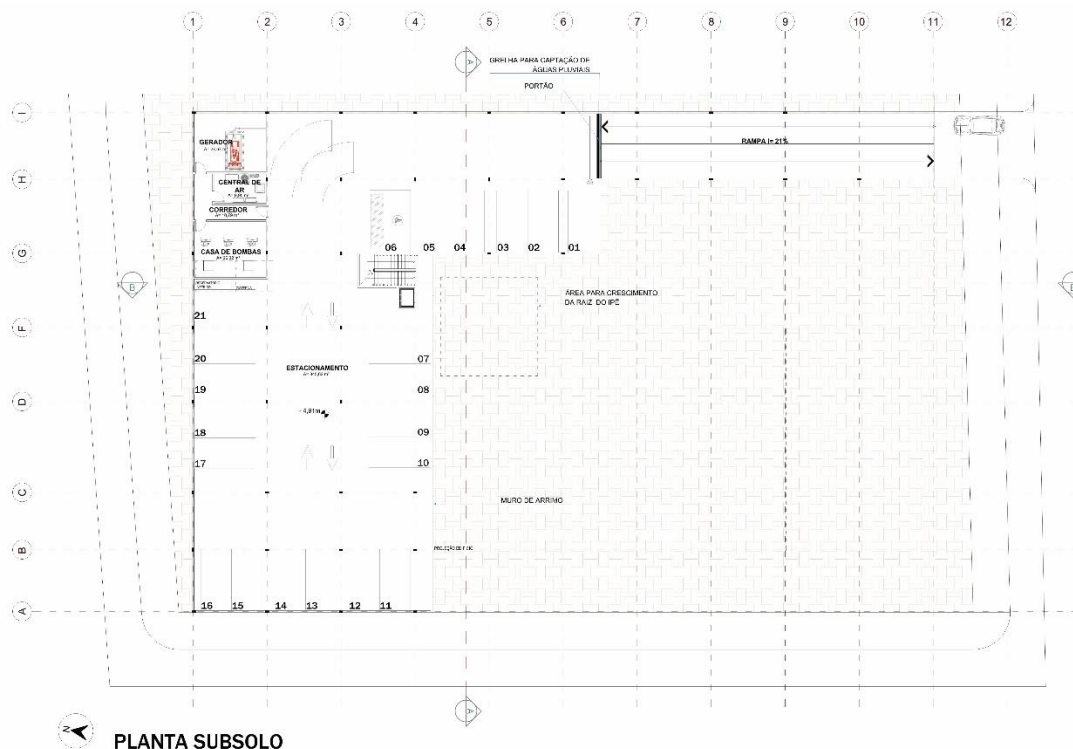 1 2 3 4 5 6 7 8 9 10 11 12
A
GRELHA PARA CAPTAÇÃO DE
ÁGUAS PLUVIAIS
PORTÃO
I
GERADOR
RAMPA I= 21%
H
CENTRAL DE
AR
CORREDOR
G
CASA DE BOMBAS
06 05 04 03 02 01
B
ÁREA PARA CRESCIMENTO
DA RAIZ DO IPÊ
21
F
20
07
ESTACIONAMENTO
19
08
D
- 4,91m
18
09
17
10
C
MURO DE ARRIMO
B
16 15 14 13 12 11
A
A
N
PLANTA SUBSOLO